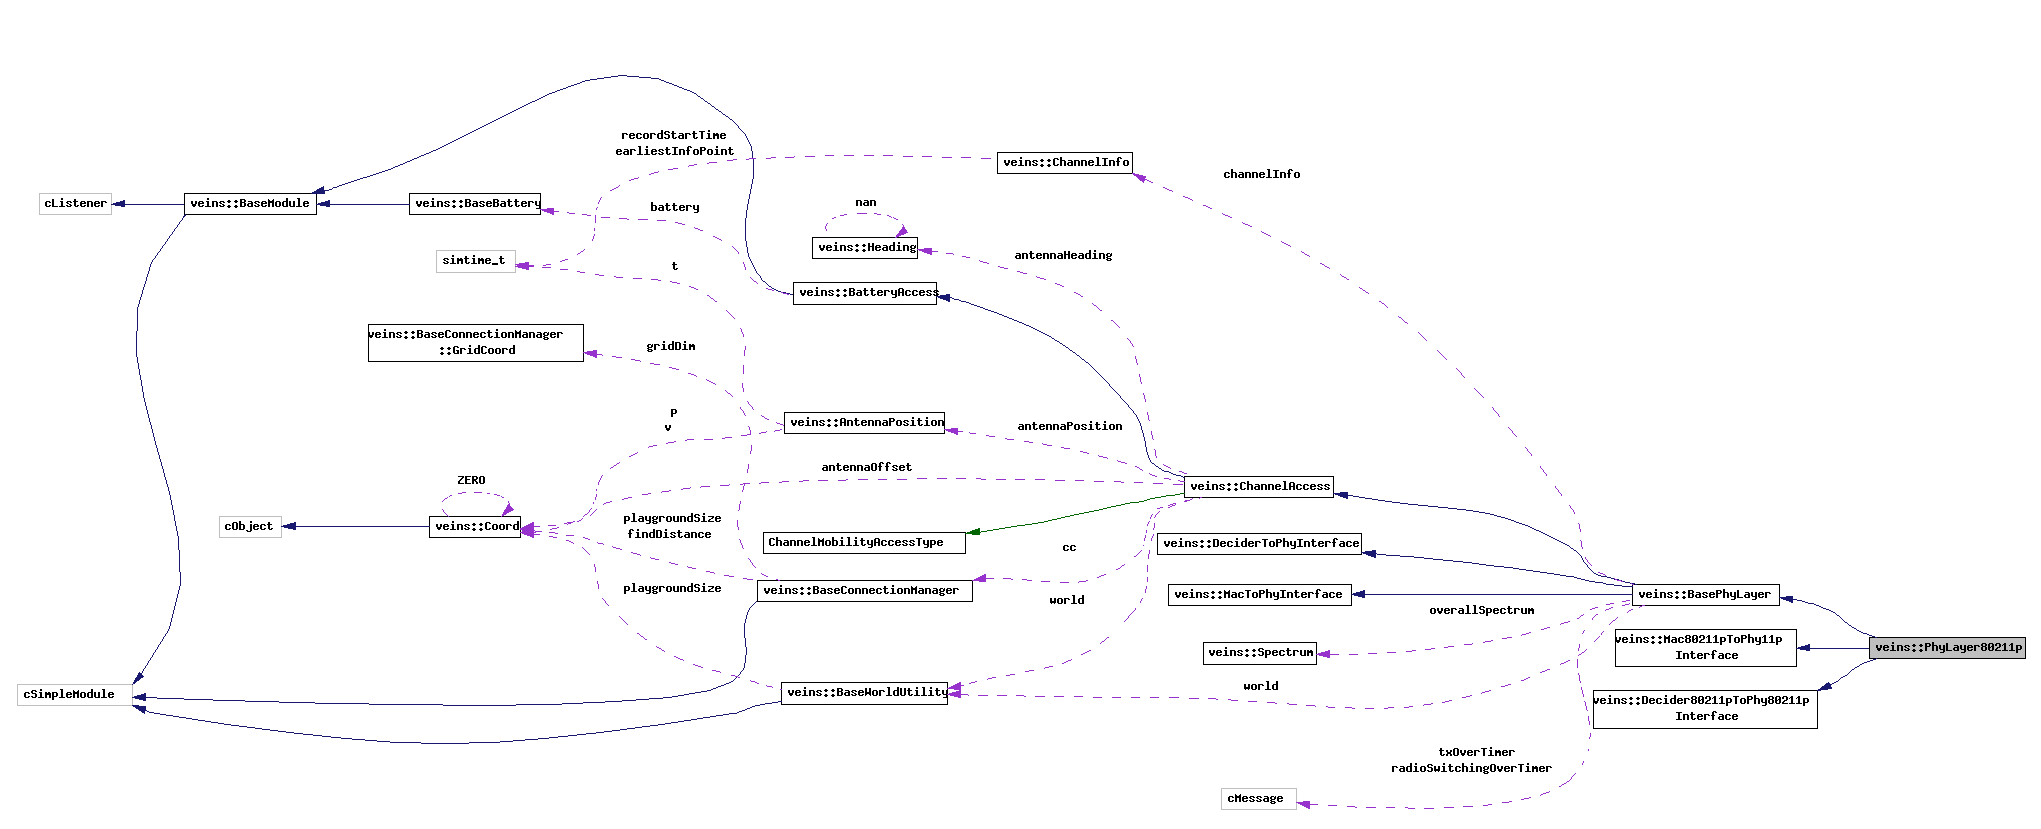 recordStartTime
earliestInfoPoint
veins::ChannelInfo
channelInfo
cListener
veins::BaseModule
veins::BaseBattery
battery
nan
veins::Heading
antennaHeading
simtime_t
t
veins::BatteryAccess
veins::BaseConnectionManager
::GridCoord
gridDim
p
v
veins::AntennaPosition
antennaPosition
antennaOffset
ZERO
veins::ChannelAccess
cObject
veins::Coord
playgroundSize
findDistance
ChannelMobilityAccessType
veins::DeciderToPhyInterface
cc
playgroundSize
veins::BaseConnectionManager
world
veins::MacToPhyInterface
veins::BasePhyLayer
overallSpectrum
veins::Spectrum
veins::Mac80211pToPhy11p
Interface
veins::PhyLayer80211p
cSimpleModule
veins::BaseWorldUtility
world
veins::Decider80211pToPhy80211p
Interface
txOverTimer
radioSwitchingOverTimer
cMessage